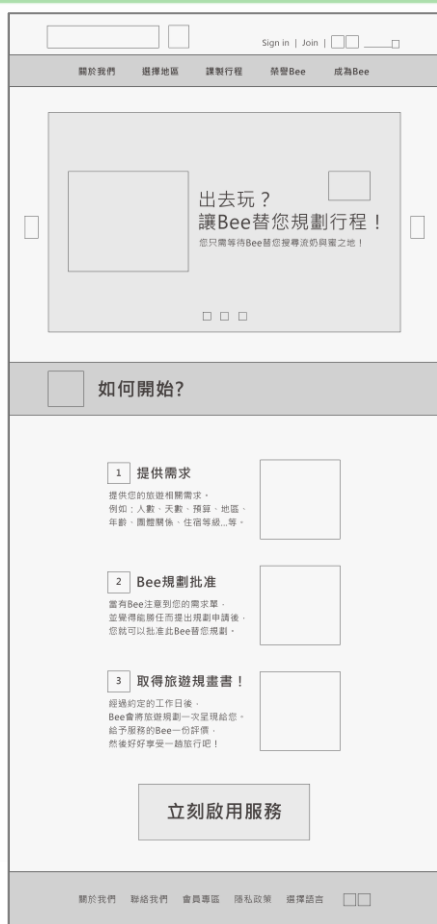 Sign in | Join |
關於我們 選擇地區 課製行程 榮譽Bee 成為Bee
出去玩？
讓Bee替您規劃行程！
您只需等待Bee替您搜尋流奶與蜜之地！
如何開始?
1 提供需求
提供您的旅遊相關需求。
例如：人數、天數、預算、地區、
年齡、團體關係、住宿等級...等。
2 Bee規劃批准
當有Bee注意到您的需求單，
並覺得能勝任而提出規劃申請後，
您就可以批准此Bee替您規劃。
3 取得旅遊規畫書！
經過約定的工作日後，
Bee會將旅遊規劃一次呈現給您。
給予服務的Bee一份評價，
然後好好享受一趟旅行吧！
立刻啟用服務
關於我們 聯絡我們 會員專區 隱私政策 選擇語言